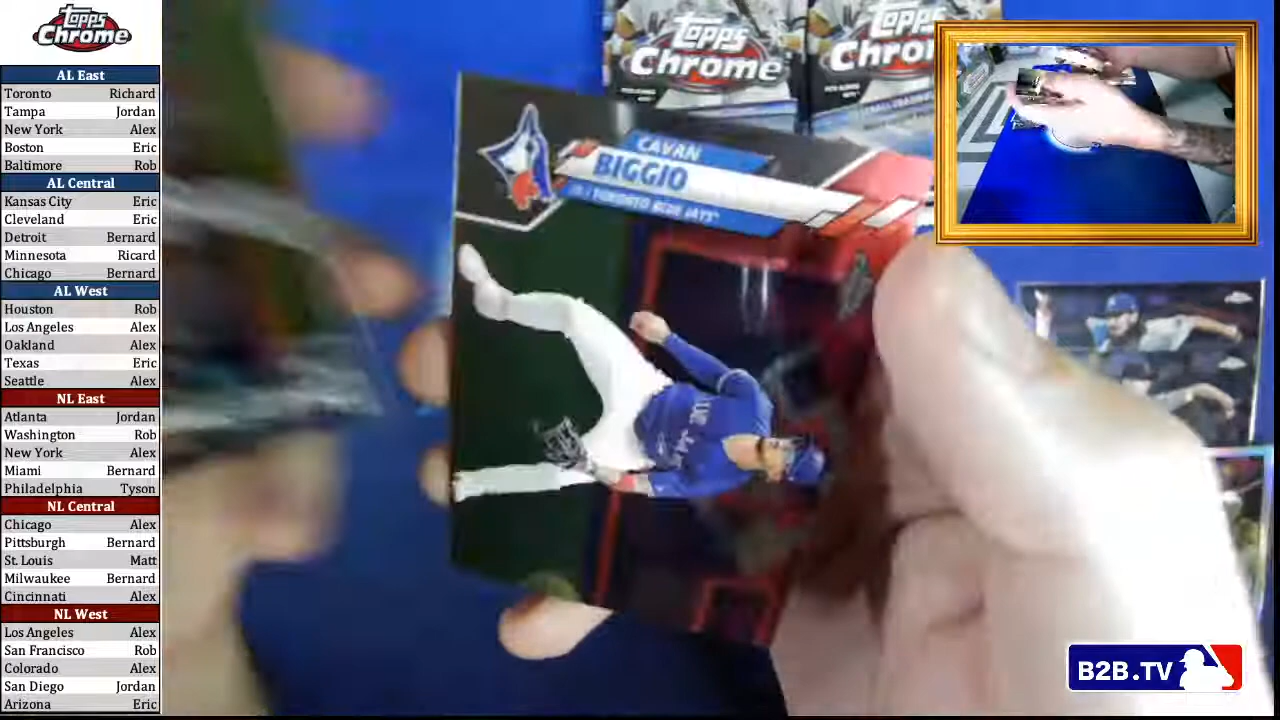 Topps
Chrome
AL East
Toronto Richard
Tampa Jordan
New York Alex
Boston Eric
Baltimore Rob
AL Central
Kansas City Eric
Cleveland Eric
Detroit Bernard
Minnesota Ricard
Chicago Bernard
AL West
Houston Rob
Los Angeles Alex
Oakland Alex
Texas Eric
Seattle Alex
NL East
Atlanta Jordan
Washington Rob
New York Alex
Miami Bernard
Philadelphia Tyson
NL Central
Chicago Alex
Pittsburgh Bernard
St. Louis Matt
Milwaukee Bernard
Cincinnati Alex
NL West
Los Angeles Alex
San Francisco Rob
Colorado Alex
San Diego Jordan
Arizona Eric
Topps
Chrome
Topps
Chrome
CAVAN
BIGGIO
TORONTO BLUE JAYS
B2B.TV